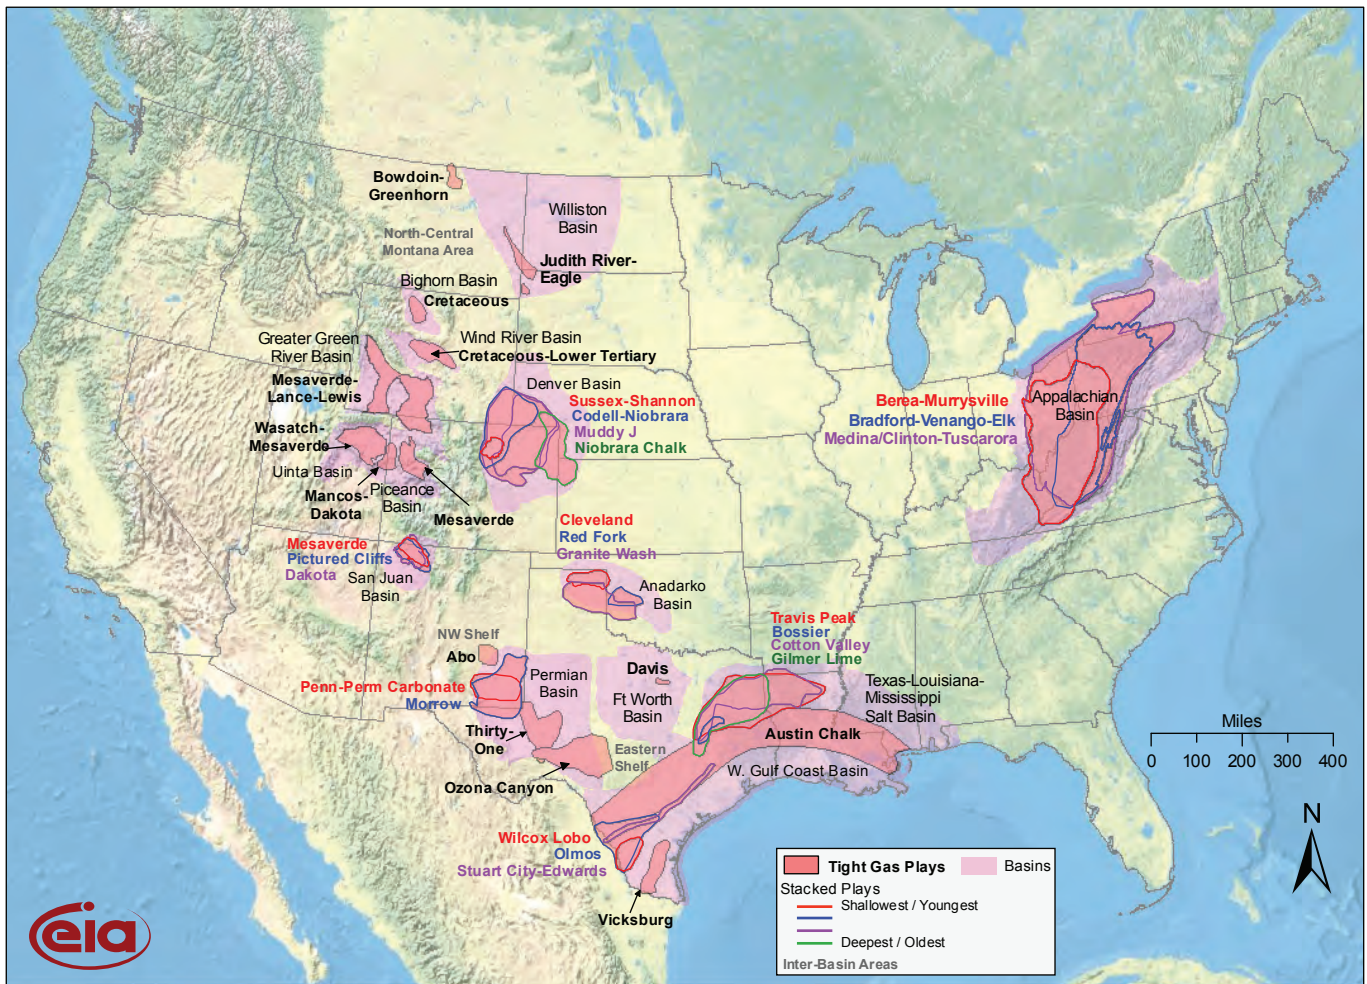 Bowdoin-
Greenhorn
Williston
Basin
North-Central
Montana Area
Judith River-
Eagle
Bighorn Basin
Cretaceous
Greater Green
River Basin
Wind River Basin
Cretaceous-Lower Tertiary
Mesaverde-
Lance-Lewis
Denver Basin
Sussex-Shannon
Codell-Niobrara
Muddy J
Niobrara Chalk
Berea-Murrysville
Bradford-Venango-Elk
Medina/Clinton-Tuscarora
Appalachian
Basin
Wasatch-
Mesaverde
Uinta Basin
Mancos-
Dakota
Piceance
Basin
Mesaverde
Cleveland
Red Fork
Granite Wash
Mesaverde
Pictured Cliffs
Dakota
San Juan
Basin
Anadarko
Basin
NW Shelf
Abo
Travis Peak
Bossier
Cotton Valley
Gilmer Lime
Penn-Perm Carbonate
Morrow
Permian
Basin
Davis
Ft Worth
Basin
Texas-Louisiana-
Mississippi
Salt Basin
Thirty-
One
Eastern
Shelf
Austin Chalk
Ozona Canyon
W. Gulf Coast Basin
Wilcox Lobo
Olmos
Stuart City-Edwards
Vicksburg
Miles
0 100 200 300 400
N
Tight Gas Plays
Basins
Stacked Plays
Shallowest / Youngest
Deepest / Oldest
Inter-Basin Areas
eia